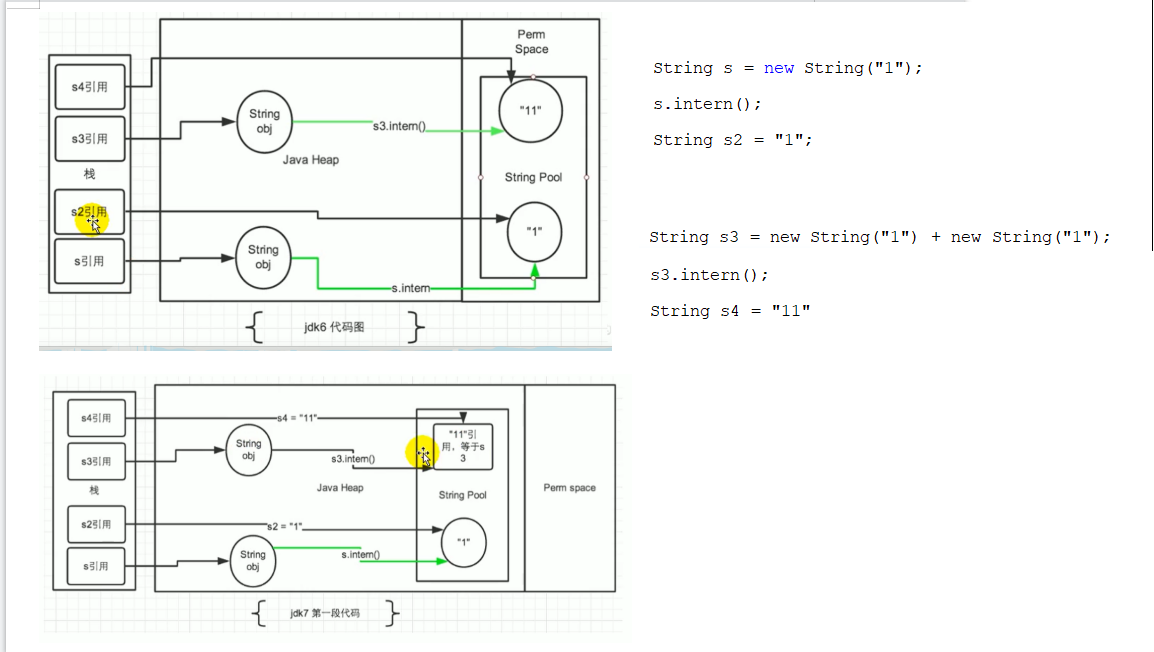 Perm
Space
s4引用
"11"
String
obj
s3.intern()
s3引用
Java Heap
栈
String Pool
s2引用
"1"
String
obj
s引用
s.intern
jdk6 代码图
String s = new String("1");
s.intern();
String s2 = "1";
String s3 = new String("1") + new String("1");
s3.intern();
String s4 = "11"
s4引用
s4 = "11"
"11"引
用，等于s
3
String
obj
s3引用
s3.intern()
Java Heap
栈
String Pool
Perm space
s2引用
s2 = "1"
"1"
String
obj
s.intern()
s引用
jdk7 第一段代码